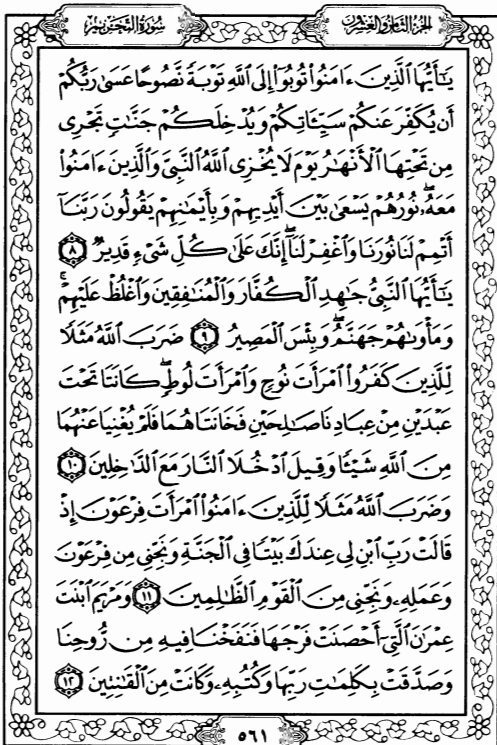 الجزء الثامن والعشرون سورة التحريم
يَـٰٓأَيُّهَا ٱلَّذِينَ ءَامَنُواْ تُوبُوٓاْ إِلَى ٱللَّهِ تَوۡبَةٗ نَّصُوحًا عَسَىٰ رَبُّكُمۡ
أَن يُكَفِّرَ عَنكُمۡ سَيِّـَٔاتِكُمۡ وَيُدۡخِلَكُمۡ جَنَّـٰتٖ تَجۡرِي
مِن تَحۡتِهَا ٱلۡأَنۡهَـٰرُ يَوۡمَ لَا يُخۡزِي ٱللَّهُ ٱلنَّبِيَّ وَٱلَّذِينَ ءَامَنُواْ
مَعَهُۥۖ نُورُهُمۡ يَسۡعَىٰ بَيۡنَ أَيۡدِيهِمۡ وَبِأَيۡمَـٰنِهِمۡ يَقُولُونَ رَبَّنَآ
أَتۡمِمۡ لَنَا نُورَنَا وَٱغۡفِرۡ لَنَآۖ إِنَّكَ عَلَىٰ كُلِّ شَيۡءٖ قَدِيرٞ ٨
يَـٰٓأَيُّهَا ٱلنَّبِيُّ جَـٰهِدِ ٱلۡكُفَّارَ وَٱلۡمُنَـٰفِقِينَ وَٱغۡلُظۡ عَلَيۡهِمۡۚ
وَمَأۡوَىٰهُمۡ جَهَنَّمُۖ وَبِئۡسَ ٱلۡمَصِيرُ ٩ ضَرَبَ ٱللَّهُ مَثَلٗا
لِّلَّذِينَ كَفَرُواْ ٱمۡرَأَتَ نُوحٖ وَٱمۡرَأَتَ لُوطٖۖ كَانَتَا تَحۡتَ
عَبۡدَيۡنِ مِنۡ عِبَادِنَا صَـٰلِحَيۡنِ فَخَانَتَاهُمَا فَلَمۡ يُغۡنِيَا عَنۡهُمَا
مِنَ ٱللَّهِ شَيۡـٔٗا وَقِيلَ ٱدۡخُلَا ٱلنَّارَ مَعَ ٱلدَّٰخِلِينَ ١٠
وَضَرَبَ ٱللَّهُ مَثَلٗا لِّلَّذِينَ ءَامَنُواْ ٱمۡرَأَتَ فِرۡعَوۡنَ إِذۡ
قَالَتۡ رَبِّ ٱبۡنِ لِي عِندَكَ بَيۡتٗا فِي ٱلۡجَنَّةِ وَنَجِّنِي مِن فِرۡعَوۡنَ
وَعَمَلِهِۦ وَنَجِّنِي مِنَ ٱلۡقَوۡمِ ٱلظَّـٰلِمِينَ ١١ وَمَرۡيَمَ ٱبۡنَتَ
عِمۡرَٰنَ ٱلَّتِيٓ أَحۡصَنَتۡ فَرۡجَهَا فَنَفَخۡنَا فِيهِ مِن رُّوحِنَا
وَصَدَّقَتۡ بِكَلِمَـٰتِ رَبِّهَا وَكُتُبِهِۦ وَكَانَتۡ مِنَ ٱلۡقَـٰنِتِينَ ١٢
٥٦١